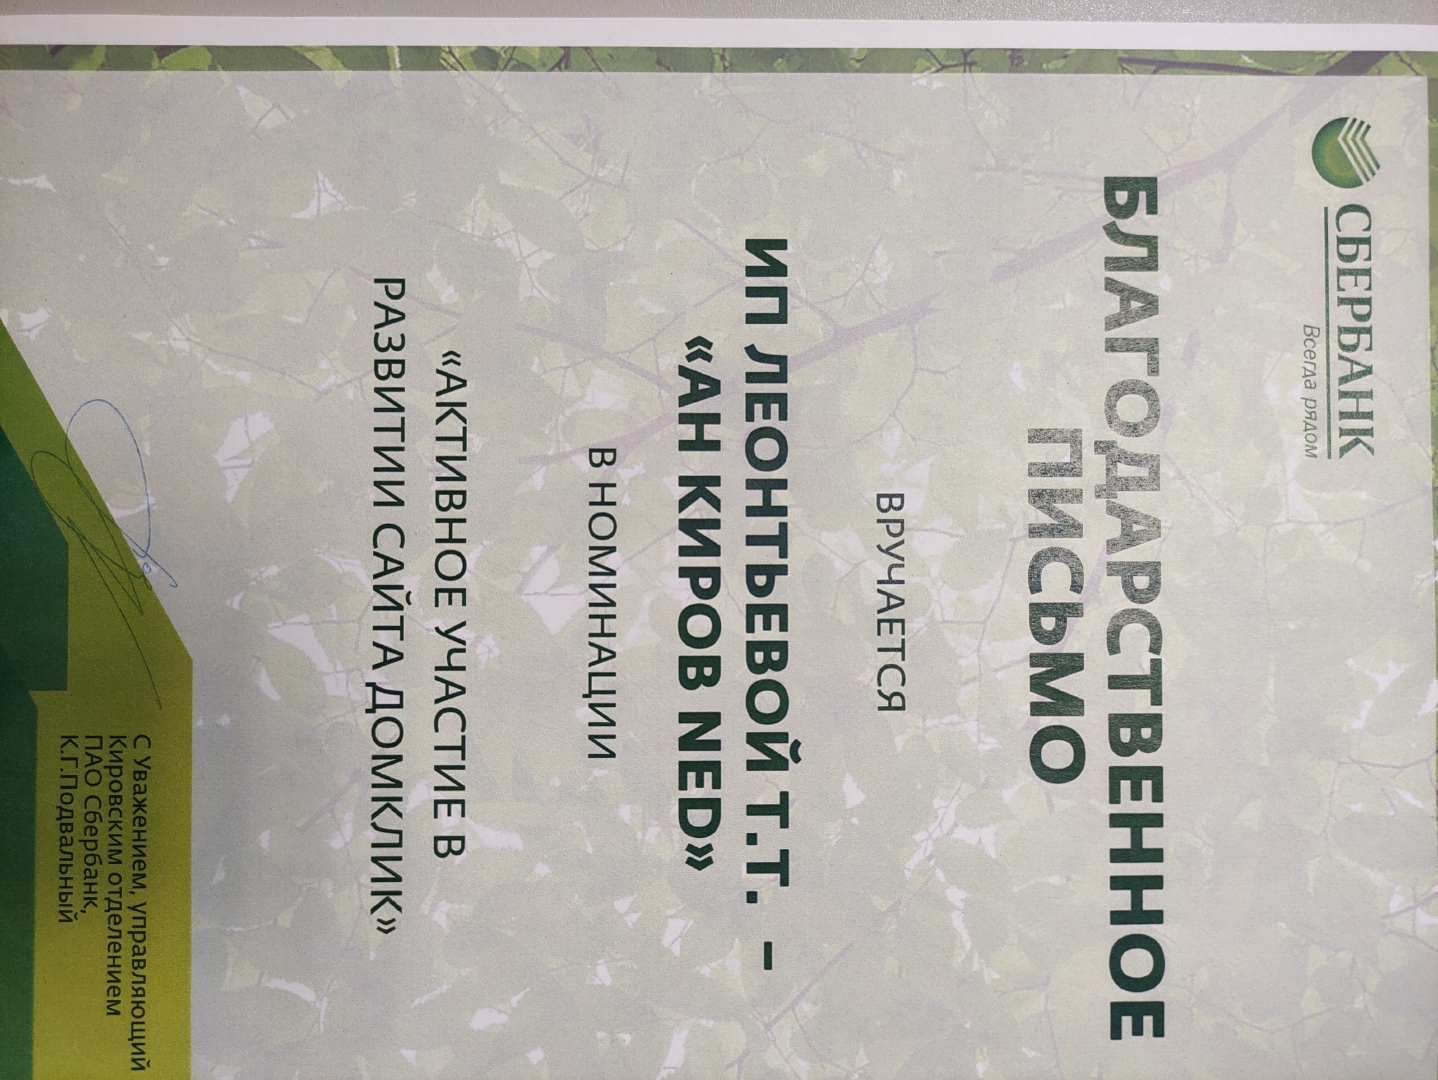 СБЕРБАНК
Всегда рядом
БЛАГОДАРСТВЕННОЕ
ПИСЬМО
ВРУЧАЕТСЯ
ИП ЛЕОНТЬЕВОЙ Т.Т. –
«АН КИРОВ NED»
В НОМИНАЦИИ
«АКТИВНОЕ УЧАСТИЕ В
РАЗВИТИИ САЙТА ДОМКЛИК»
С Уважением, управляющий
Кировским отделением
ПАО Сбербанк,
К.Г.Подвальный